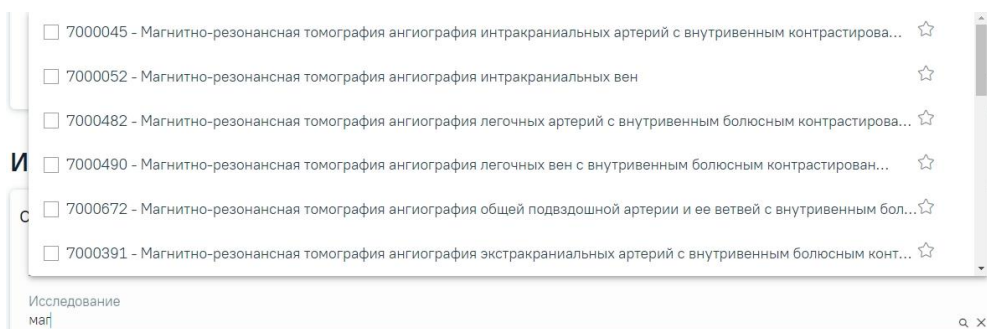 7000045 - Магнитно-резонансная томография ангиография интракраниальных артерий с внутривенным контрастирова...
7000052 - Магнитно-резонансная томография ангиография интракраниальных вен
7000482 - Магнитно-резонансная томография ангиография легочных артерий с внутривенным болюсным контрастирова...
И
7000490 - Магнитно-резонансная томография ангиография легочных вен с внутривенным болюсным контрастирован...
С
7000672 - Магнитно-резонансная томография ангиография общей подвздошной артерии и ее ветвей с внутривенным бол...
7000391 - Магнитно-резонансная томография ангиография экстракраниальных артерий с внутривенным болюсным конт...
Исследование
маг